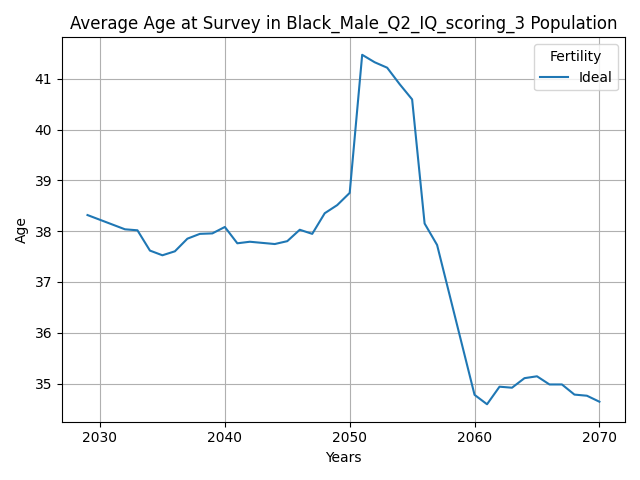 Average Age at Survey in Black_Male_Q2_IQ_scoring_3 Population
Fertility
Ideal
41
40
39
38
37
36
35
Age
2030 2040 2050 2060 2070
Years